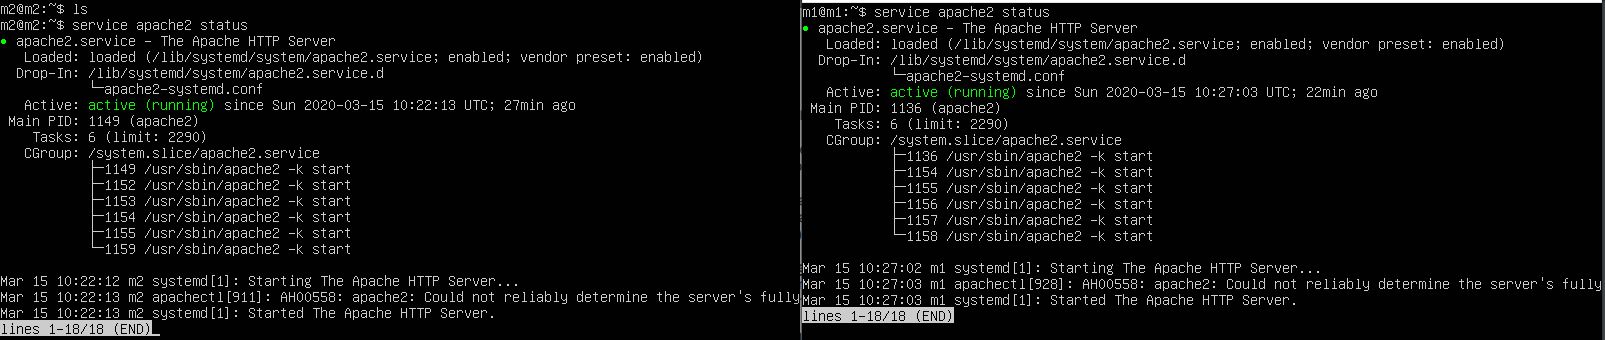 m2@m2:~$ ls
m2@m2:~$ service apache2 status
● apache2.service - The Apache HTTP Server
   Loaded: loaded (/lib/systemd/system/apache2.service; enabled; vendor preset: enabled)
  Drop-In: /lib/systemd/system/apache2.service.d
           └─apache2-systemd.conf
   Active: active (running) since Sun 2020-03-15 10:22:13 UTC; 27min ago
 Main PID: 1149 (apache2)
    Tasks: 6 (limit: 2290)
   CGroup: /system.slice/apache2.service
           ├─1149 /usr/sbin/apache2 -k start
           ├─1152 /usr/sbin/apache2 -k start
           ├─1153 /usr/sbin/apache2 -k start
           ├─1154 /usr/sbin/apache2 -k start
           ├─1155 /usr/sbin/apache2 -k start
           └─1159 /usr/sbin/apache2 -k start
Mar 15 10:22:12 m2 systemd[1]: Starting The Apache HTTP Server...
Mar 15 10:22:13 m2 apachectl[911]: AH00558: apache2: Could not reliably determine the server's fully
Mar 15 10:22:13 m2 systemd[1]: Started The Apache HTTP Server.
lines 1-18/18 (END)
m1@m1:~$ service apache2 status
● apache2.service - The Apache HTTP Server
   Loaded: loaded (/lib/systemd/system/apache2.service; enabled; vendor preset: enabled)
  Drop-In: /lib/systemd/system/apache2.service.d
           └─apache2-systemd.conf
   Active: active (running) since Sun 2020-03-15 10:27:03 UTC; 22min ago
 Main PID: 1136 (apache2)
    Tasks: 6 (limit: 2290)
   CGroup: /system.slice/apache2.service
           ├─1136 /usr/sbin/apache2 -k start
           ├─1154 /usr/sbin/apache2 -k start
           ├─1155 /usr/sbin/apache2 -k start
           ├─1156 /usr/sbin/apache2 -k start
           ├─1157 /usr/sbin/apache2 -k start
           └─1158 /usr/sbin/apache2 -k start
Mar 15 10:27:02 m1 systemd[1]: Starting The Apache HTTP Server...
Mar 15 10:27:03 m1 apachectl[928]: AH00558: apache2: Could not reliably determine the server's fully
Mar 15 10:27:03 m1 systemd[1]: Started The Apache HTTP Server.
lines 1-18/18 (END)